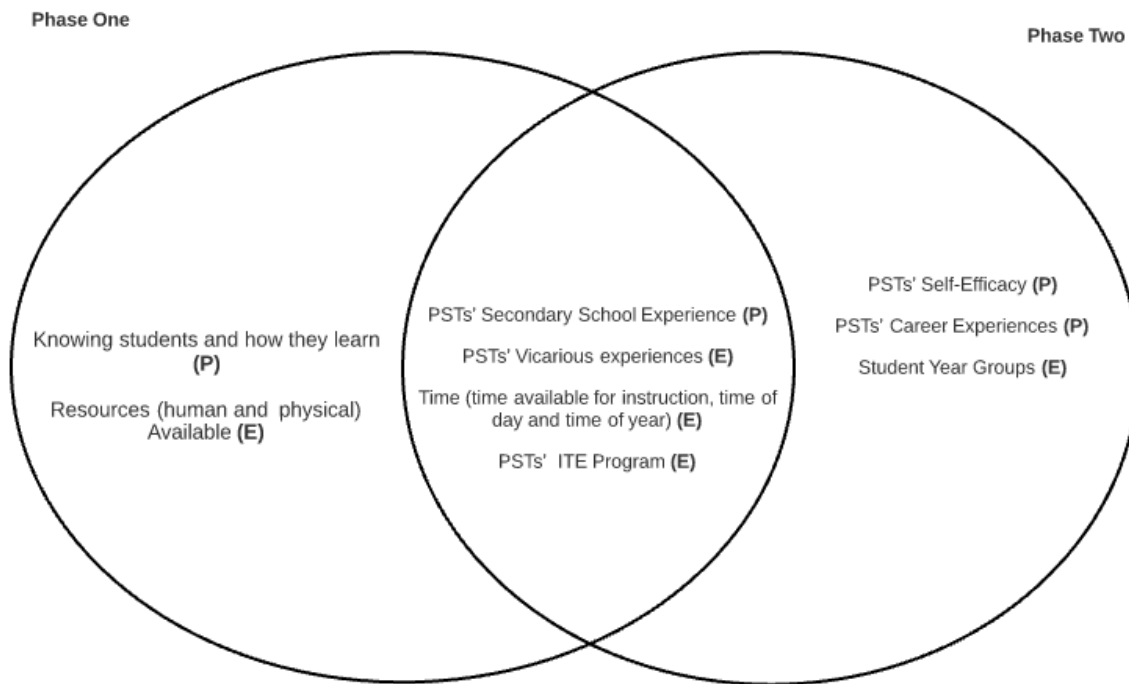 Phase One
Phase Two
Knowing students and how they learn
(P)
Resources (human and physical)
Available (E)
PSTs' Secondary School Experience (P)
PSTs' Vicarious experiences (E)
Time (time available for instruction, time of
day and time of year) (E)
PSTs' ITE Program (E)
PSTs' Self-Efficacy (P)
PSTs' Career Experiences (P)
Student Year Groups (E)